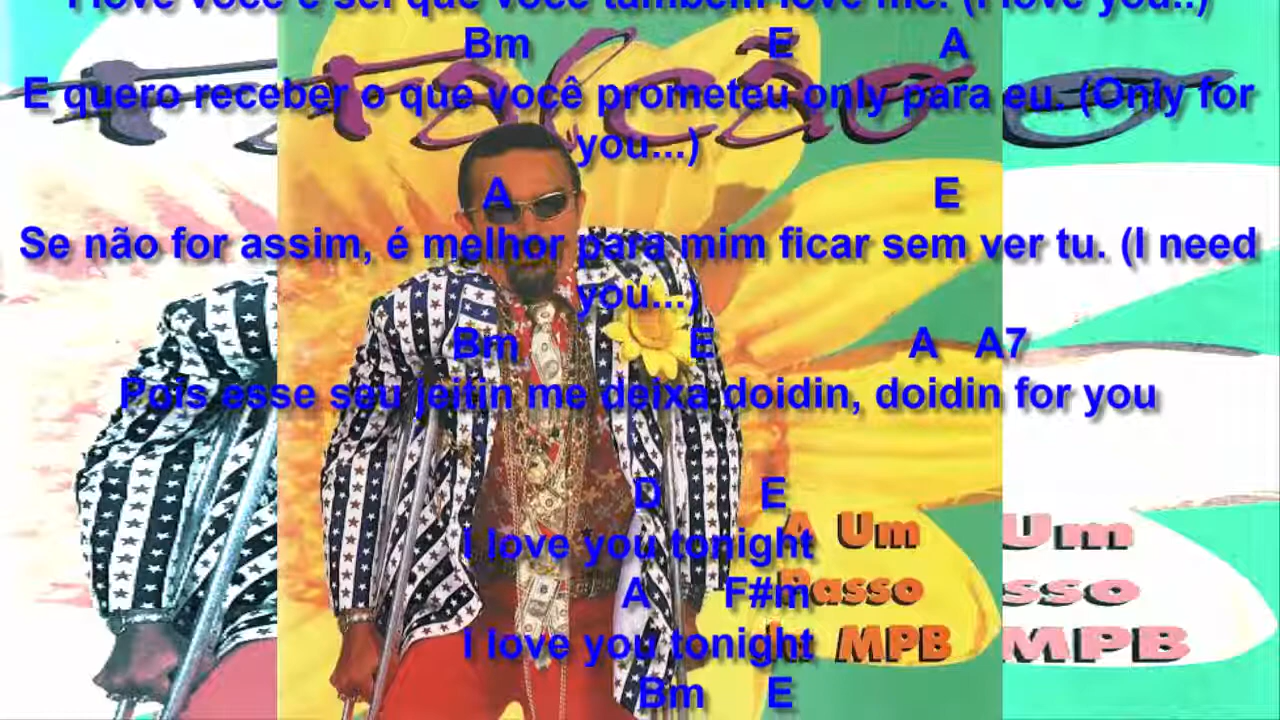 I love você e sei que você também love me. (I love you..)
Bm E A
Falcão
E quero receber o que você prometeu only para eu. (Only for
you...)
A E
Se não for assim, é melhor para mim ficar sem ver tu. (I need
you...)
Bm E A A7
Pois esse seu jeitin me deixa doidin, doidin for you
D E
I love you tonight
A Um Um
A F#m
Passo sso
I love you tonight
da MPB MPB
Bm E